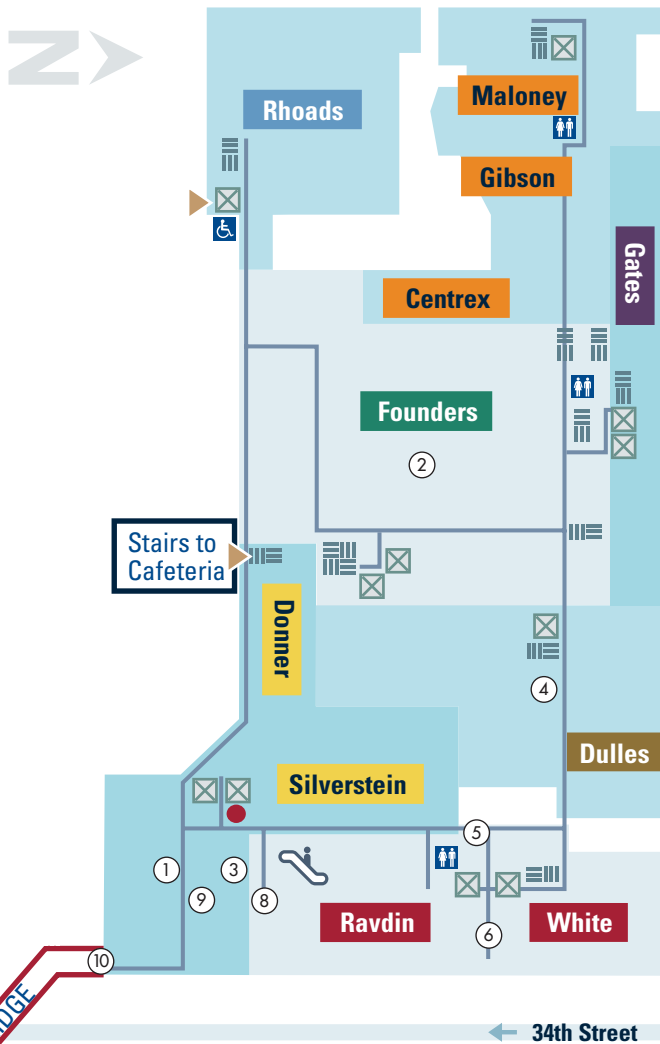 N
Maloney
Rhoads
Gibson
Gates
Centrex
Founders
2
Stairs to
Cafeteria
Donner
4
Dulles
Silverstein
5
1
3
9
8
Ravdin
White
6
10
34th Street